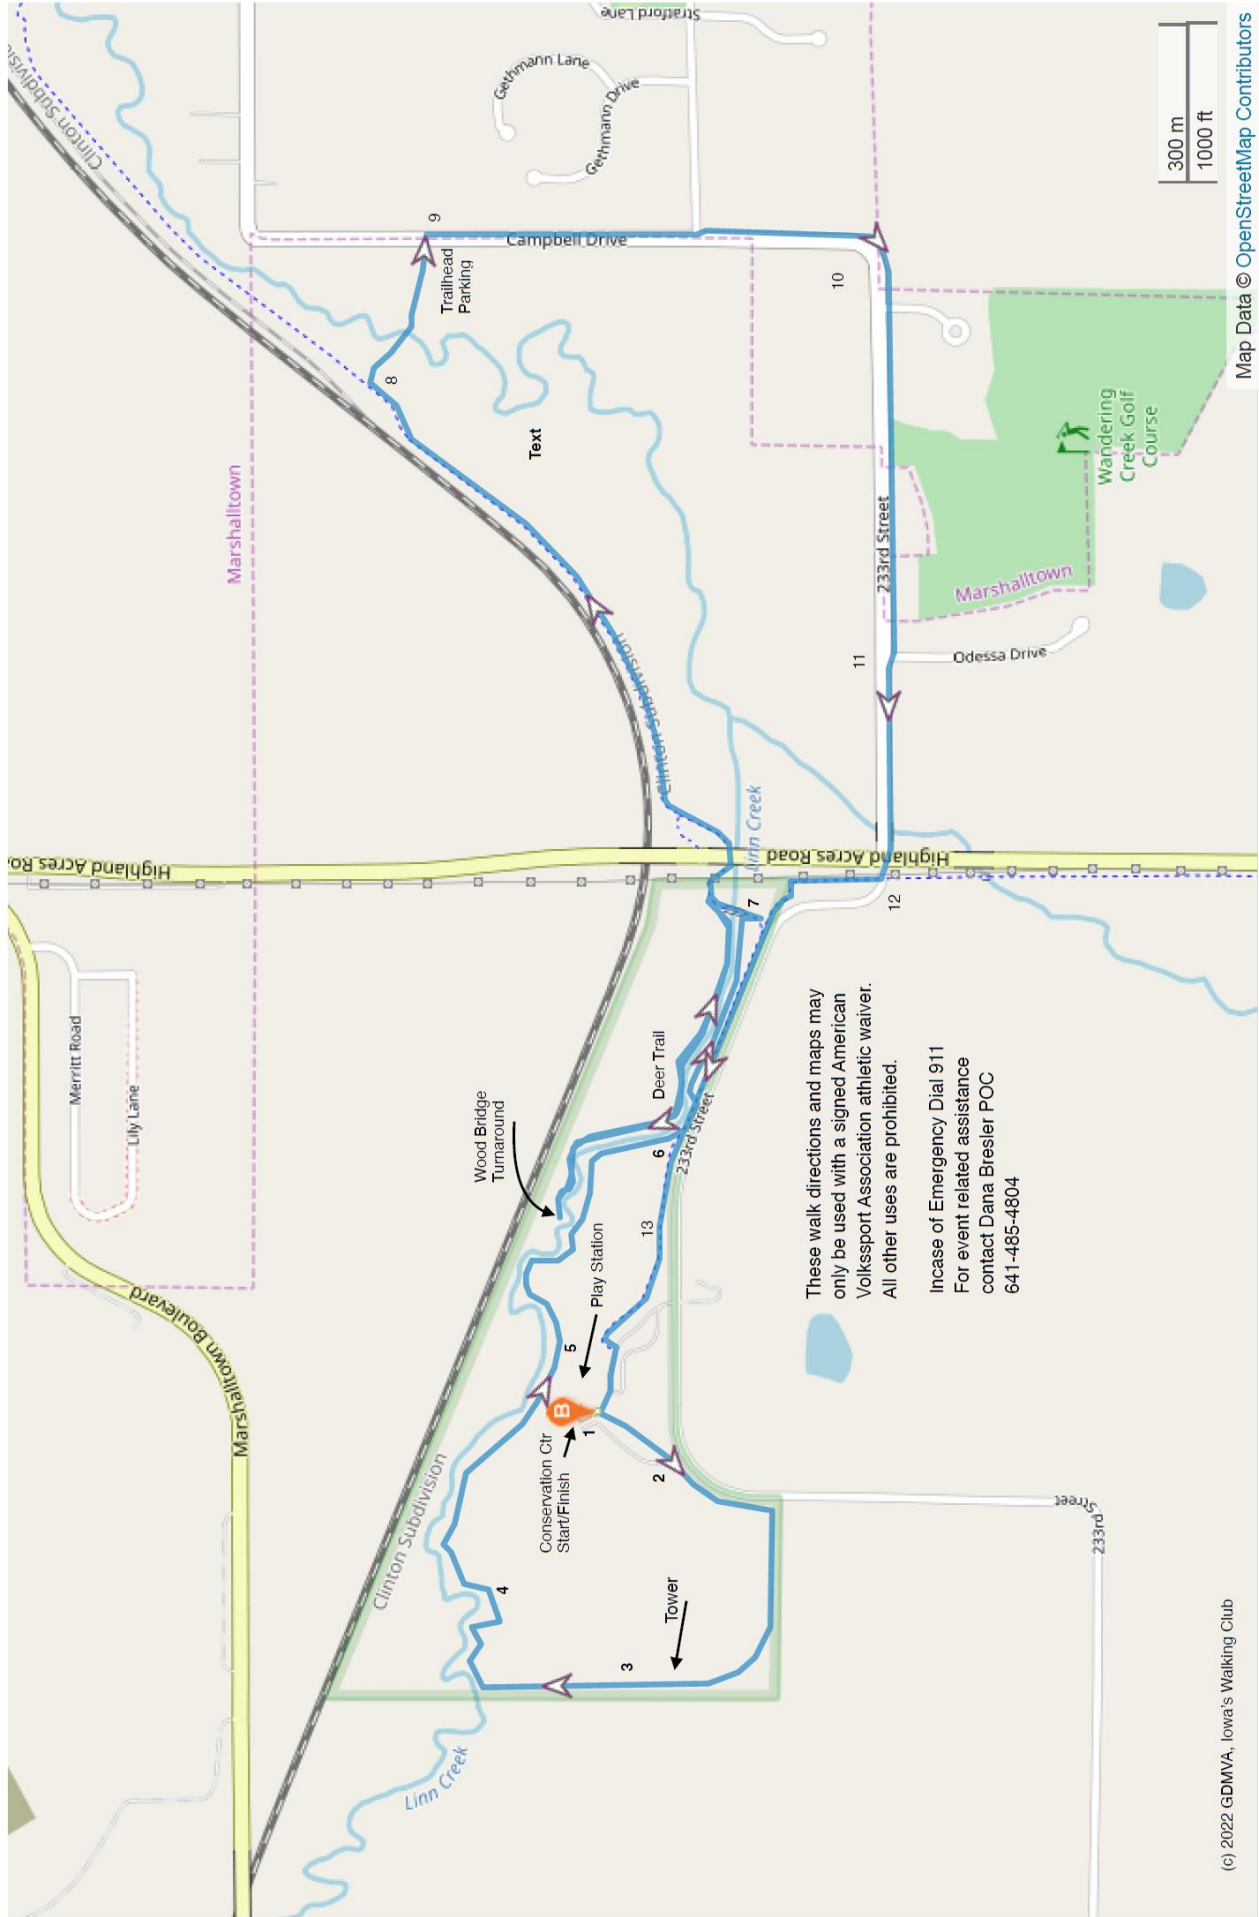 Marshalltown Boulevard
Marshalltown Boulevard
Merritt Road
Lily Lane
Highland Acres Ro
Marshalltown
Clinton Subdivisi
Stratford Lane
Gethmann Lane
Gethmann Drive
Campbell Drive
9
Trailhead
Parking
8
Text
Clinton Subdivision
10
300 m
1000 ft
Wandering
Creek Golf
Course
233rd Street
Marshalltown
Odessa Drive
11
Linn Creek
Highland Acres Road
12
7
Deer Trail
Wood Bridge
Turnaround
6
233rd Street
13
Play Station
5
B
Conservation Ctr
Start/Finish
1
2
Clinton Subdivision
4
Tower
3
Linn Creek
233rd
Street
These walk directions and maps may
only be used with a signed American
Volkssport Association athletic waiver.
All other uses are prohibited.
Incase of Emergency Dial 911
For event related assistance
contact Dana Bresler POC
641-485-4804
(c) 2022 GDMVA, Iowa's Walking Club
Map Data © OpenStreetMap Contributors